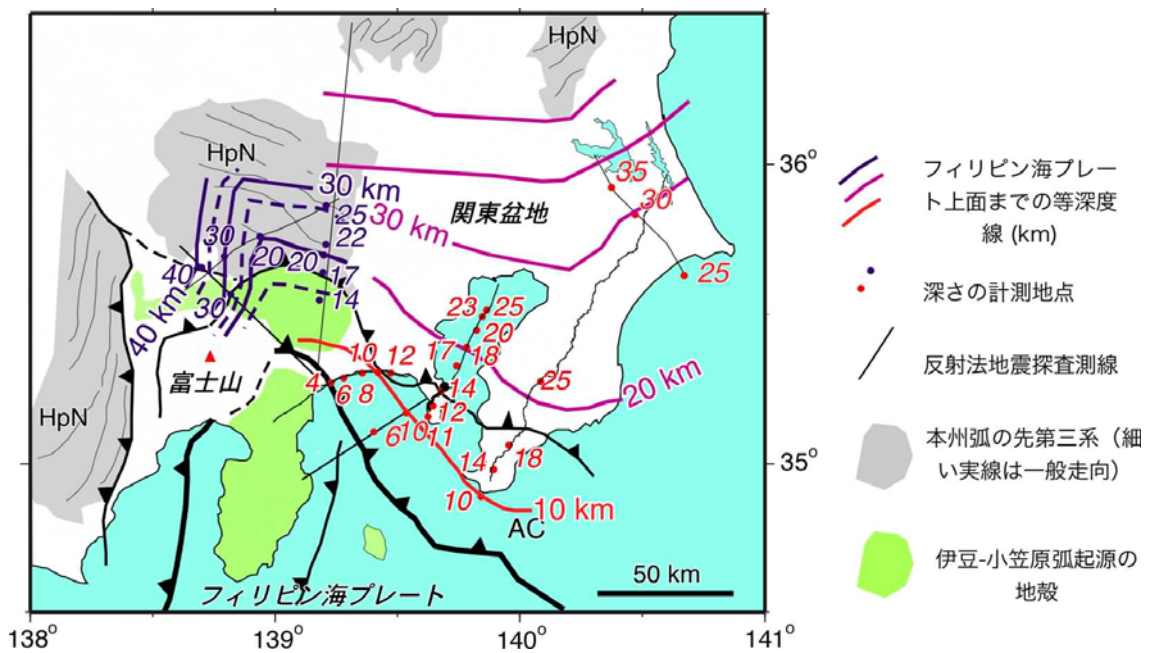 HpN
HpN
36°
HpN
30 km
35
25
30 km
関東盆地
30
30
22
20
20
17
25
40
14
30
23
25
40 km
20
10
12
17
18
富士山
4
6
8
14
25
20 km
HpN
12
6
10
11
35°
14
18
10
10 km
AC
50 km
フィリピン海プレート
138°
139°
140°
141°
フィリピン海プレー
ト上面までの等深度
線 (km)
深さの計測地点
反射法地震探査測線
本州弧の先第三系（細
い実線は一般走向）
伊豆-小笠原弧起源の
地殻